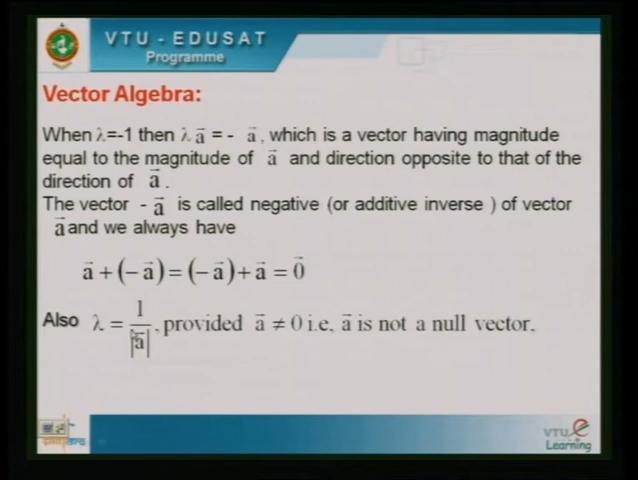 VTU - EDUSAT
Programme
Vector Algebra:
When λ=-1 then λ a⃗ = - a⃗ , which is a vector having magnitude
equal to the magnitude of a⃗ and direction opposite to that of the
direction of a⃗ .
The vector - a⃗ is called negative (or additive inverse ) of vector
a⃗ and we always have
a⃗ + (−a⃗) = (−a⃗) + a⃗ = 0⃗
Also λ = 1/|a⃗| , provided a⃗ ≠ 0 i.e. a⃗ is not a null vector.
VTU e
Learning